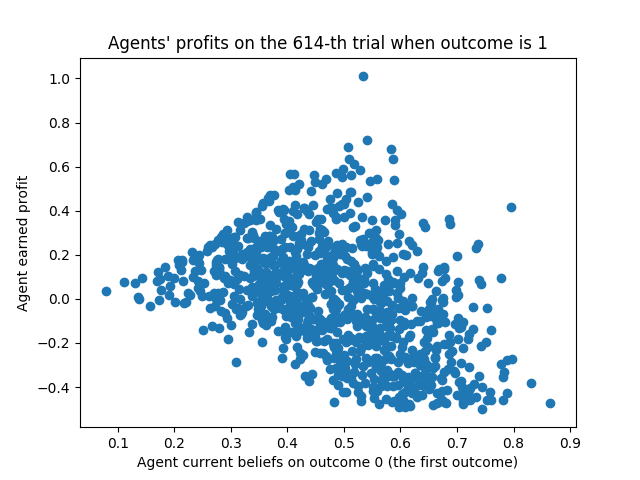 Agents' profits on the 614-th trial when outcome is 1
1.0
0.8
0.6
0.4
0.2
0.0
−0.2
−0.4
Agent earned profit
0.1 0.2 0.3 0.4 0.5 0.6 0.7 0.8 0.9
Agent current beliefs on outcome 0 (the first outcome)